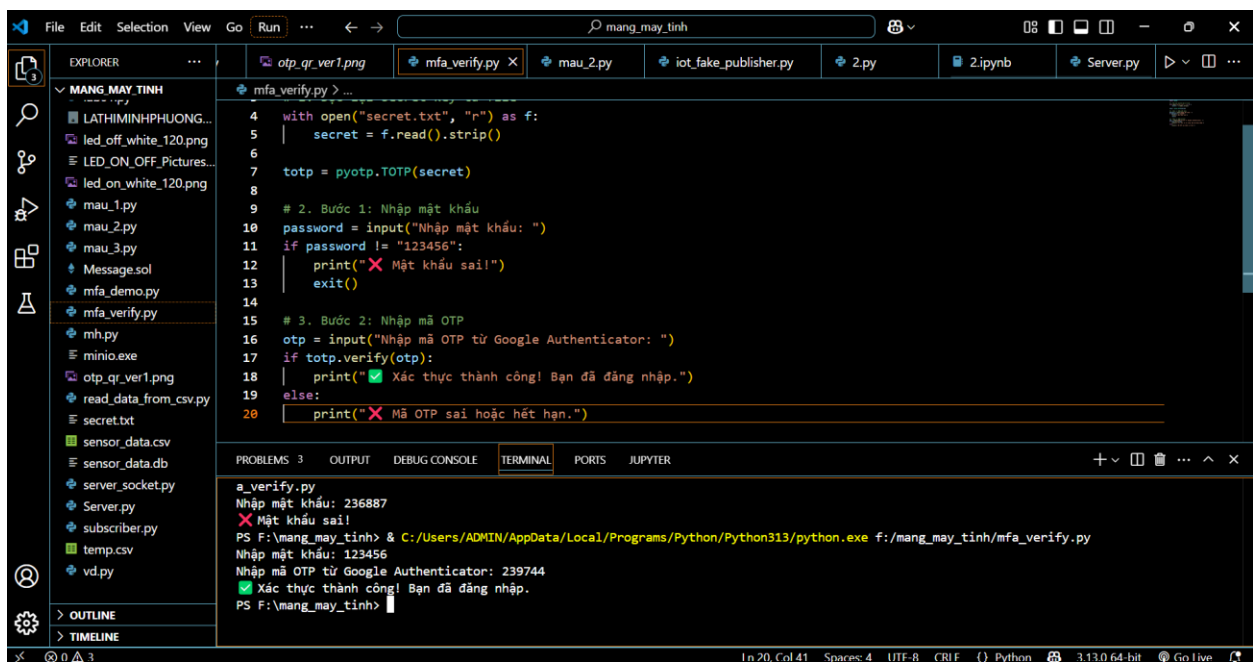 File Edit Selection View Go Run ··· ← → mang_may_tinh
EXPLORER ···
3
MANG_MAY_TINH
LATHIMINHPHUONG...
led_off_white_120.png
LED_ON_OFF_Pictures...
led_on_white_120.png
mau_1.py
mau_2.py
mau_3.py
Message.sol
mfa_demo.py
mfa_verify.py
mh.py
minio.exe
otp_qr_ver1.png
read_data_from_csv.py
secret.txt
sensor_data.csv
sensor_data.db
server_socket.py
Server.py
subscriber.py
temp.csv
vd.py
OUTLINE
TIMELINE
otp_qr_ver1.png mfa_verify.py × mau_2.py iot_fake_publisher.py 2.py 2.ipynb Server.py
mfa_verify.py > ...
4 with open("secret.txt", "r") as f:
5 secret = f.read().strip()
6
7 totp = pyotp.TOTP(secret)
8
9 # 2. Bước 1: Nhập mật khẩu
10 password = input("Nhập mật khẩu: ")
11 if password != "123456":
12 print("❌ Mật khẩu sai!")
13 exit()
14
15 # 3. Bước 2: Nhập mã OTP
16 otp = input("Nhập mã OTP từ Google Authenticator: ")
17 if totp.verify(otp):
18 print("✅ Xác thực thành công! Bạn đã đăng nhập.")
19 else:
20 print("❌ Mã OTP sai hoặc hết hạn.")
PROBLEMS 3 OUTPUT DEBUG CONSOLE TERMINAL PORTS JUPYTER
a_verify.py
Nhập mật khẩu: 236887
❌ Mật khẩu sai!
PS F:\mang_may_tinh> & C:/Users/ADMIN/AppData/Local/Programs/Python/Python313/python.exe f:/mang_may_tinh/mfa_verify.py
Nhập mật khẩu: 123456
Nhập mã OTP từ Google Authenticator: 239744
✅ Xác thực thành công! Bạn đã đăng nhập.
PS F:\mang_may_tinh>
0 3 Ln 20, Col 41 Spaces: 4 UTF-8 CRLF {} Python 3.13.0 64-bit Go Live